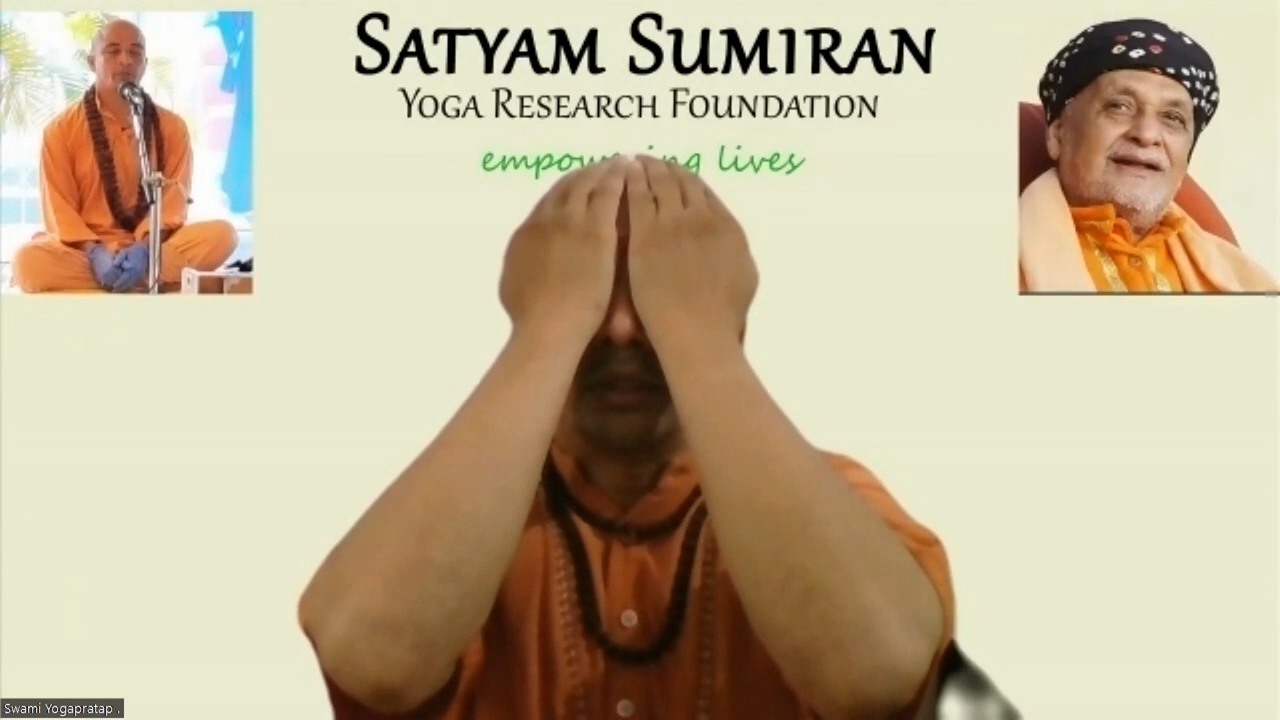 SATYAM SUMIRAN
YOGA RESEARCH FOUNDATION
lives
Swami Yogapratap .